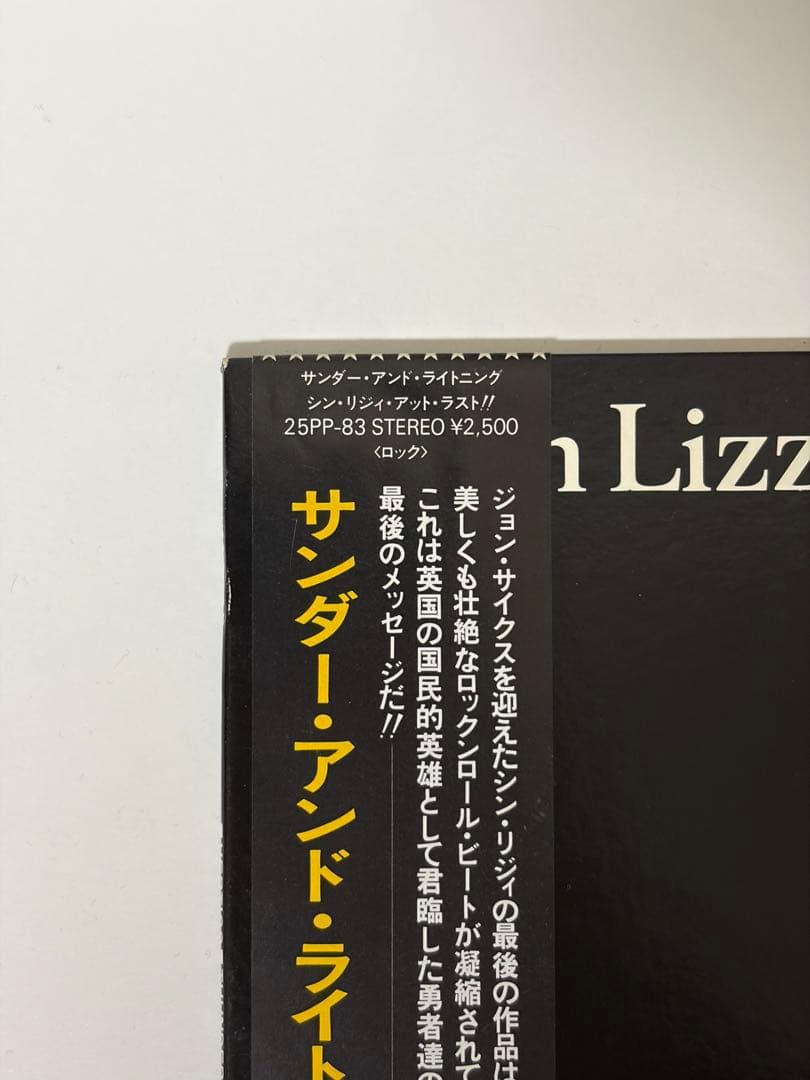 サンダー・アンド・ライトニング
シン・リジィ・アット・ラスト!!
25PP-83 STEREO ¥2,500
〈ロック〉
n Lizz
ジョン・サイクスを迎えたシン・リジィの最後の作品は
美しくも壮絶なロックンロール・ビートが凝縮されて
これは英国の国民的英雄として君臨した勇者達の
最後のメッセージだ!!
サンダー・アンド・ライト